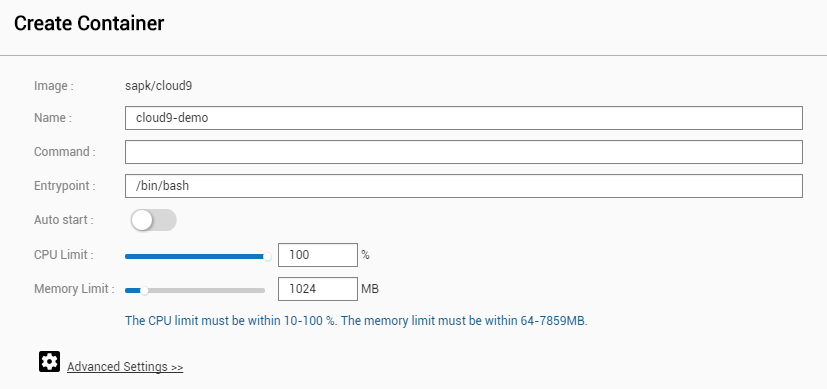 Create Container
Image : sapk/cloud9
Name : cloud9-demo
Command :
Entrypoint : /bin/bash
Auto start :
CPU Limit : 100 %
Memory Limit : 1024 MB
The CPU limit must be within 10-100 %. The memory limit must be within 64-7859MB.
Advanced Settings >>